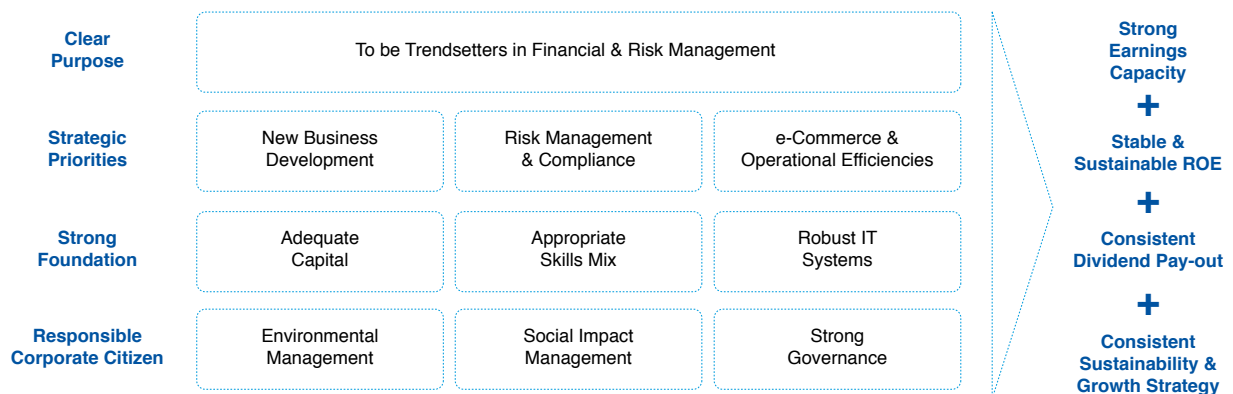 Clear
Purpose
To be Trendsetters in Financial & Risk Management
Strategic
Priorities
New Business
Development
Risk Management
& Compliance
e-Commerce &
Operational Efficiencies
Strong
Foundation
Adequate
Capital
Appropriate
Skills Mix
Robust IT
Systems
Responsible
Corporate Citizen
Environmental
Management
Social Impact
Management
Strong
Governance
Strong
Earnings
Capacity
+
Stable &
Sustainable ROE
+
Consistent
Dividend Pay-out
+
Consistent
Sustainability &
Growth Strategy